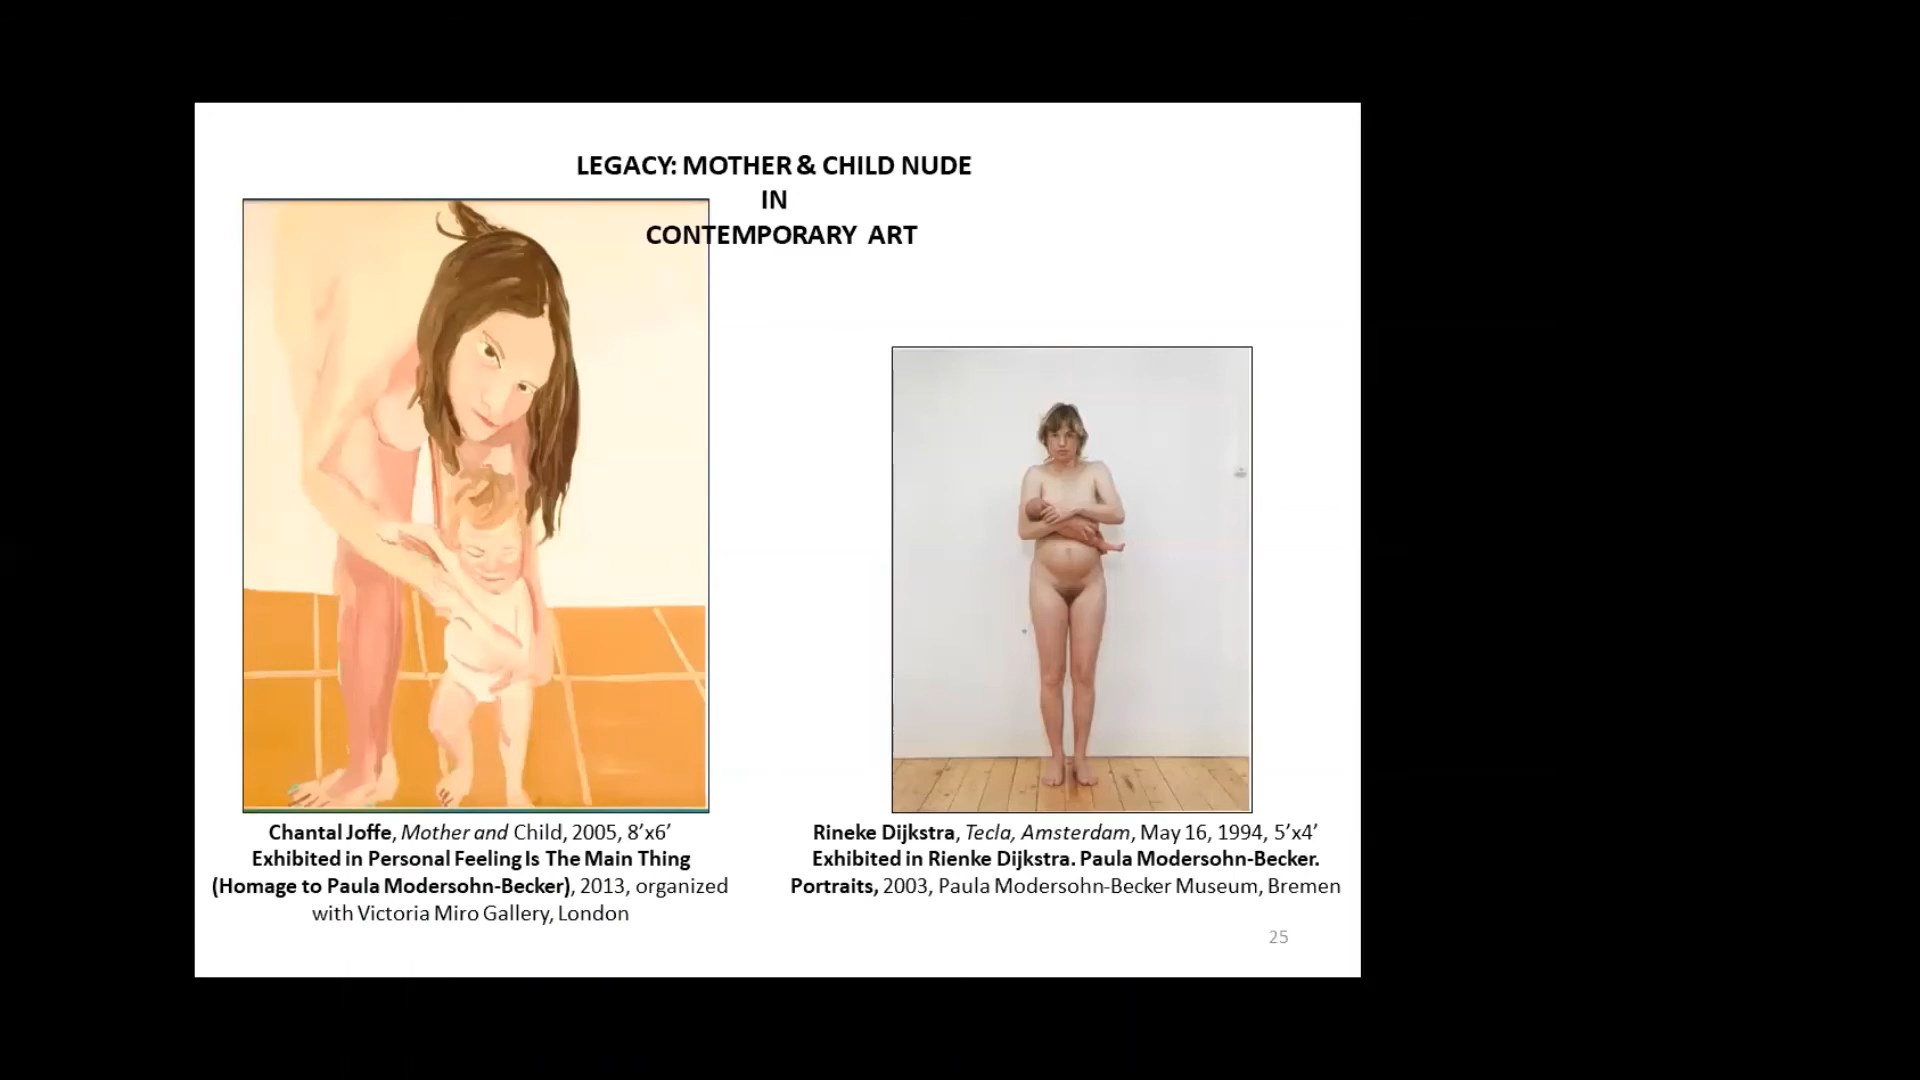 LEGACY: MOTHER & CHILD NUDE
IN
CONTEMPORARY ART
Chantal Joffe, Mother and Child, 2005, 8’x6’
Exhibited in Personal Feeling Is The Main Thing
(Homage to Paula Modersohn-Becker), 2013, organized
with Victoria Miro Gallery, London
Rineke Dijkstra, Tecla, Amsterdam, May 16, 1994, 5’x4’
Exhibited in Rienke Dijkstra. Paula Modersohn-Becker.
Portraits, 2003, Paula Modersohn-Becker Museum, Bremen
25